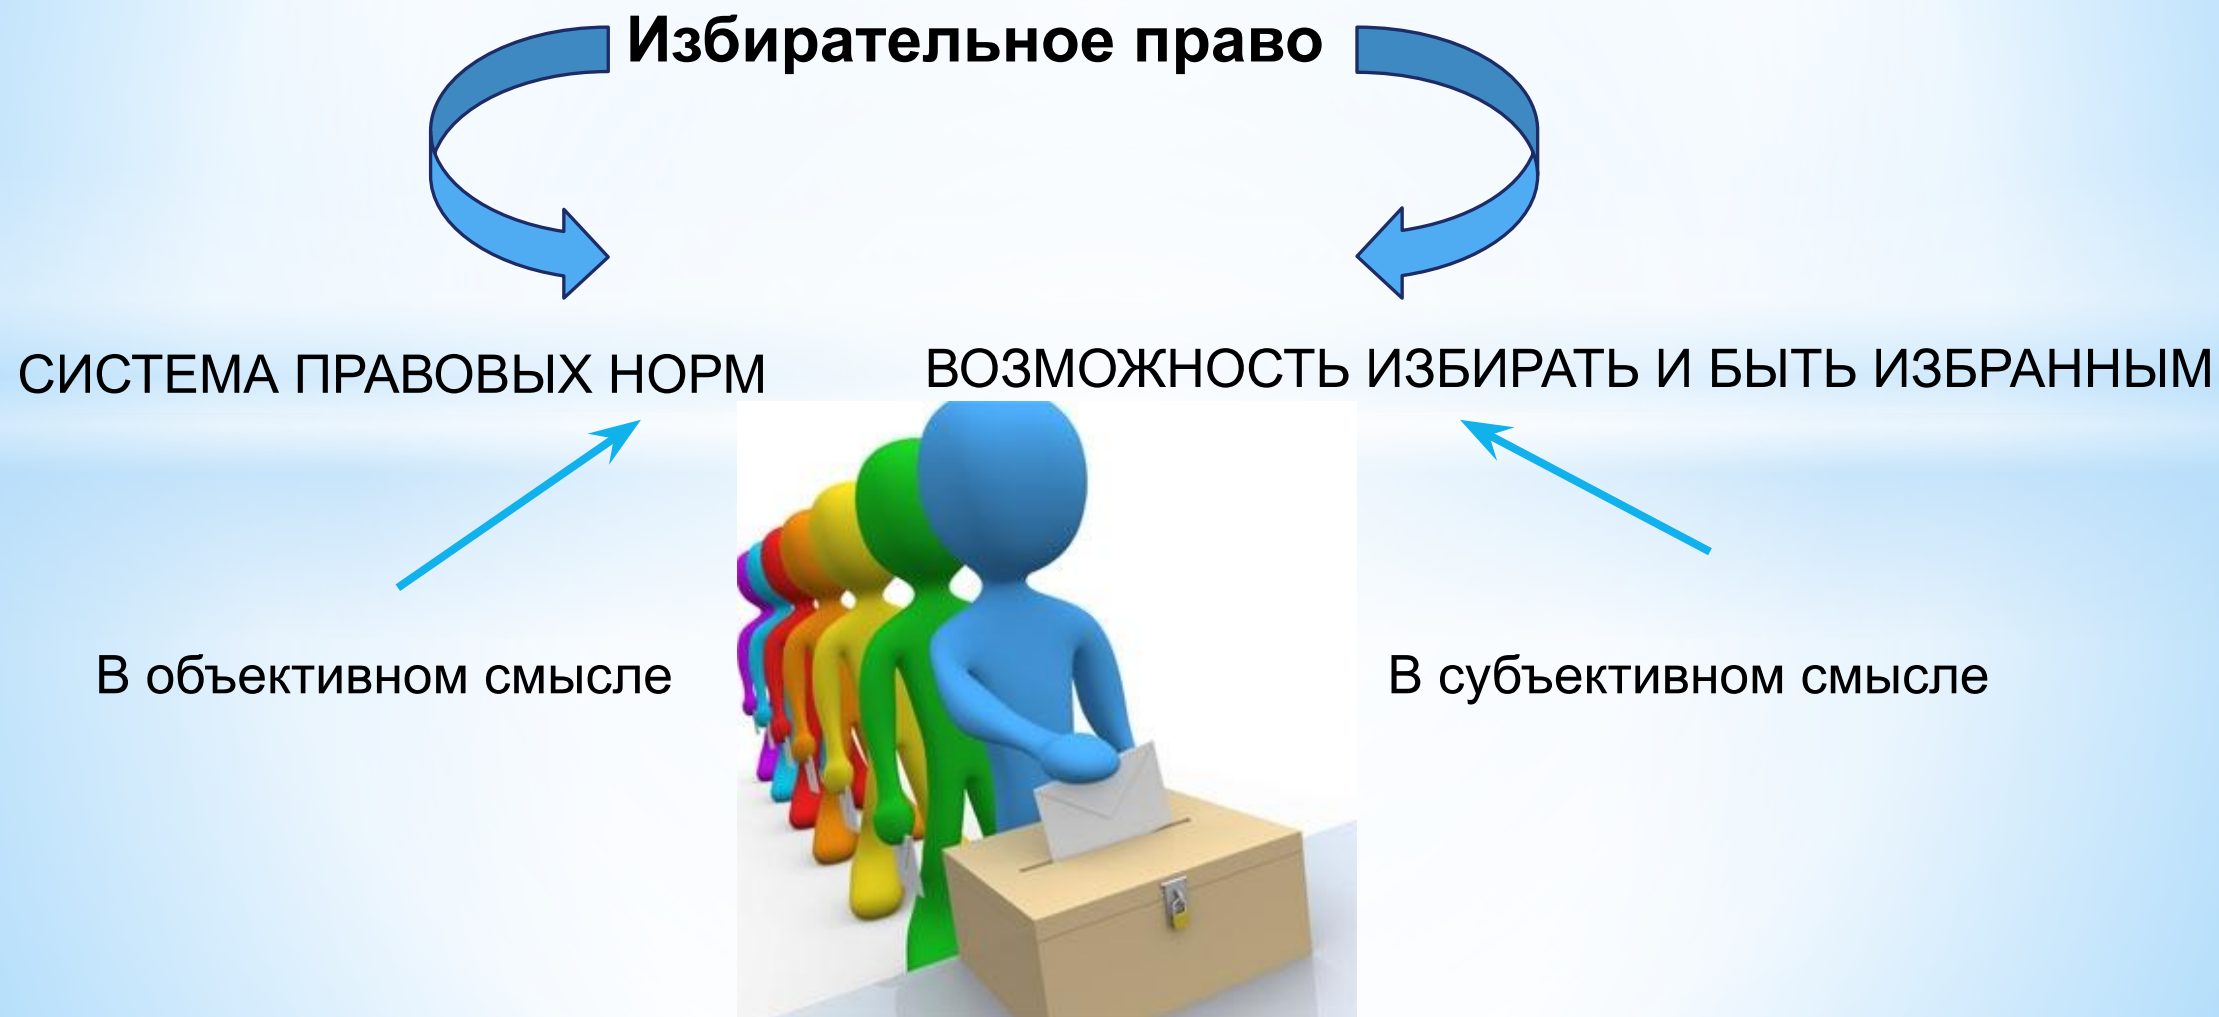 Избирательное право
СИСТЕМА ПРАВОВЫХ НОРМ
ВОЗМОЖНОСТЬ ИЗБИРАТЬ И БЫТЬ ИЗБРАННЫМ
В объективном смысле
В субъективном смысле